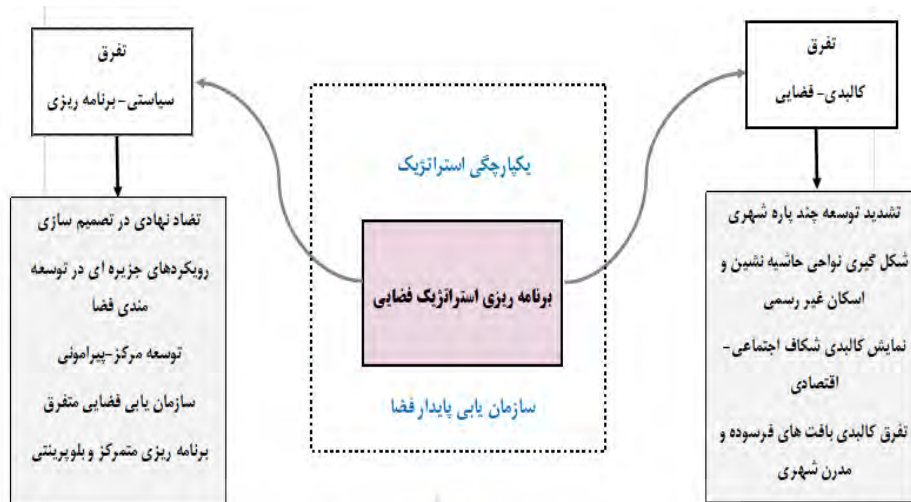 تفرق
کالبدی- فضایی
تشدید توسعه چند پاره شهری
شکل گیری نواحی حاشیه نشین و
اسکان غیر رسمی
نمایش کالبدی شکاف اجتماعی-
اقتصادی
تفرق کالبدی بافت های فرسوده و
مدرن شهری
یکپارچگی استراتژیک
برنامه ریزی استراتژیک فضایی
سازمان یابی پایدار فضا
تفرق
سیاستی- برنامه ریزی
تضاد نهادی در تصمیم سازی
رویکردهای جزیره ای در توسعه
مندی فضا
توسعه مرکز-پیرامونی
سازمان یابی فضایی متفرق
برنامه ریزی متمرکز و بلوپرینتی